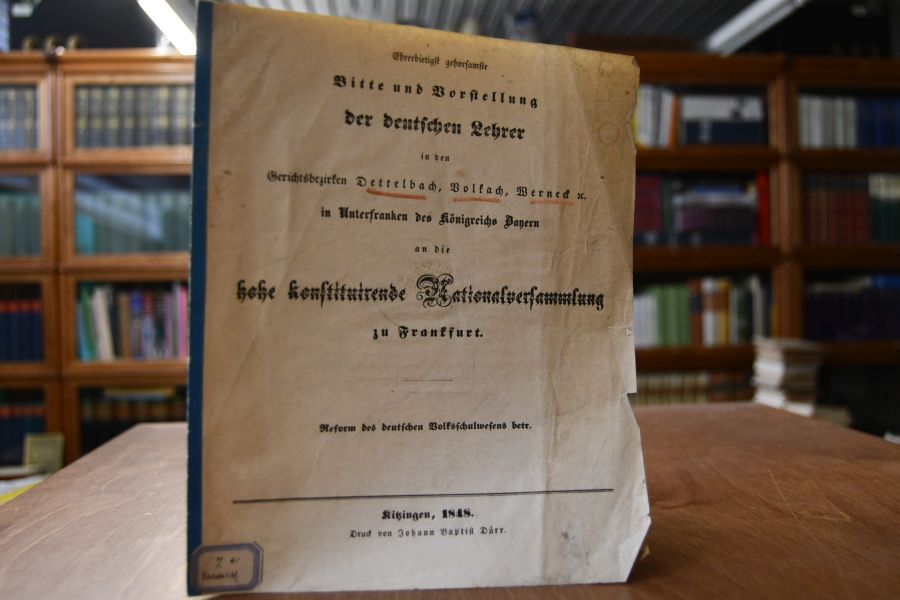 Ehrerbietigst gehorsamste
Bitte und Vorstellung
der deutschen Lehrer
in den
Gerichtsbezirken Dettelbach, Volkach, Werneck ꝛc.
in Unterfranken des Königreichs Bayern
an die
hohe konstituirende Nationalversammlung
zu Frankfurt.
Reform des deutschen Volksschulwesens betr.
Kitzingen, 1848.
Druck von Johann Baptist Dürr.